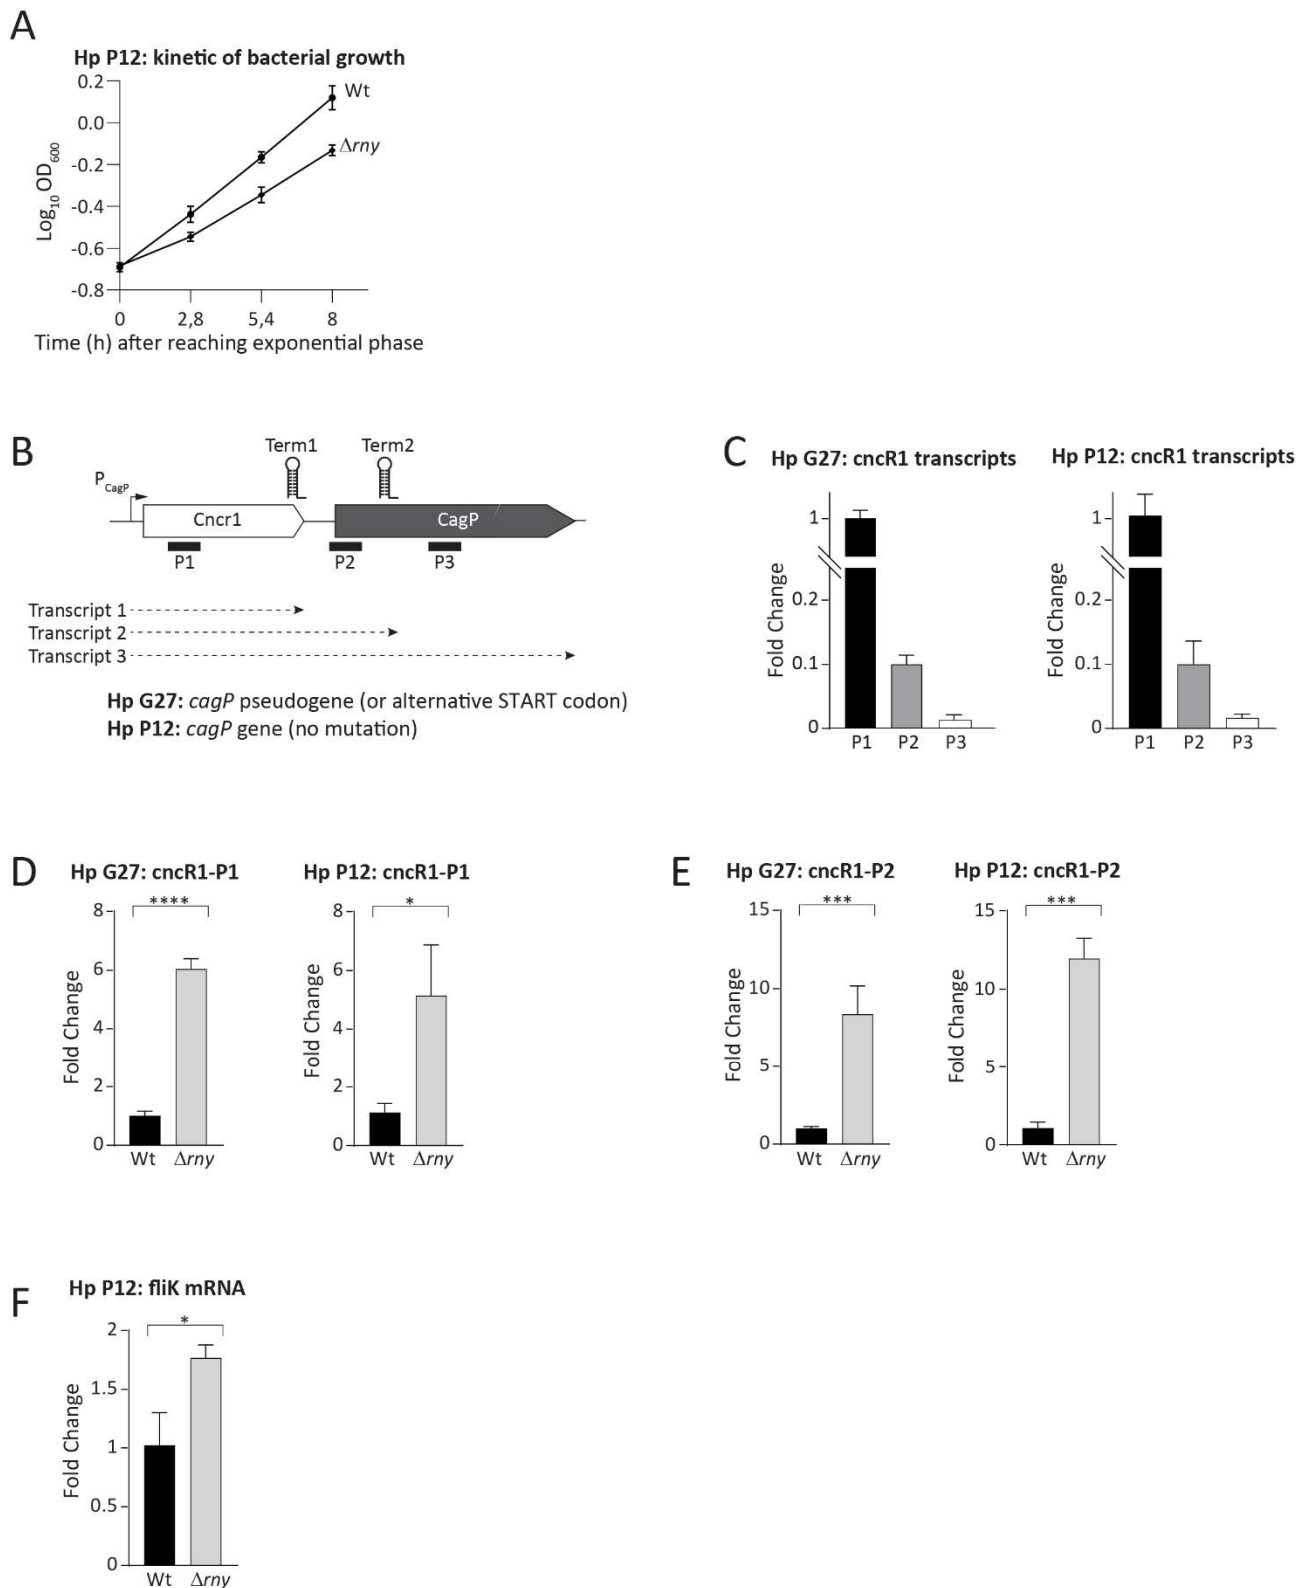 A
Hp P12: kinetic of bacterial growth
0.2
0.0
-0.2
-0.4
-0.6
-0.8
Log10 OD600
Wt
Δrny
0 2,8 5,4 8
Time (h) after reaching exponential phase
B
Term1 Term2
PCagP
Cncr1 CagP
P1 P2 P3
Transcript 1
Transcript 2
Transcript 3
Hp G27: cagP pseudogene (or alternative START codon)
Hp P12: cagP gene (no mutation)
C
Hp G27: cncR1 transcripts
1
0.2
0.1
0
Fold Change
P1 P2 P3
Hp P12: cncR1 transcripts
1
0.2
0.1
0
Fold Change
P1 P2 P3
D
Hp G27: cncR1-P1
****
8
6
4
2
0
Fold Change
Wt Δrny
Hp P12: cncR1-P1
*
8
6
4
2
0
Fold Change
Wt Δrny
E
Hp G27: cncR1-P2
***
15
10
5
0
Fold Change
Wt Δrny
Hp P12: cncR1-P2
***
15
10
5
0
Fold Change
Wt Δrny
F
Hp P12: fliK mRNA
*
2
1.5
1
0.5
0
Fold Change
Wt Δrny